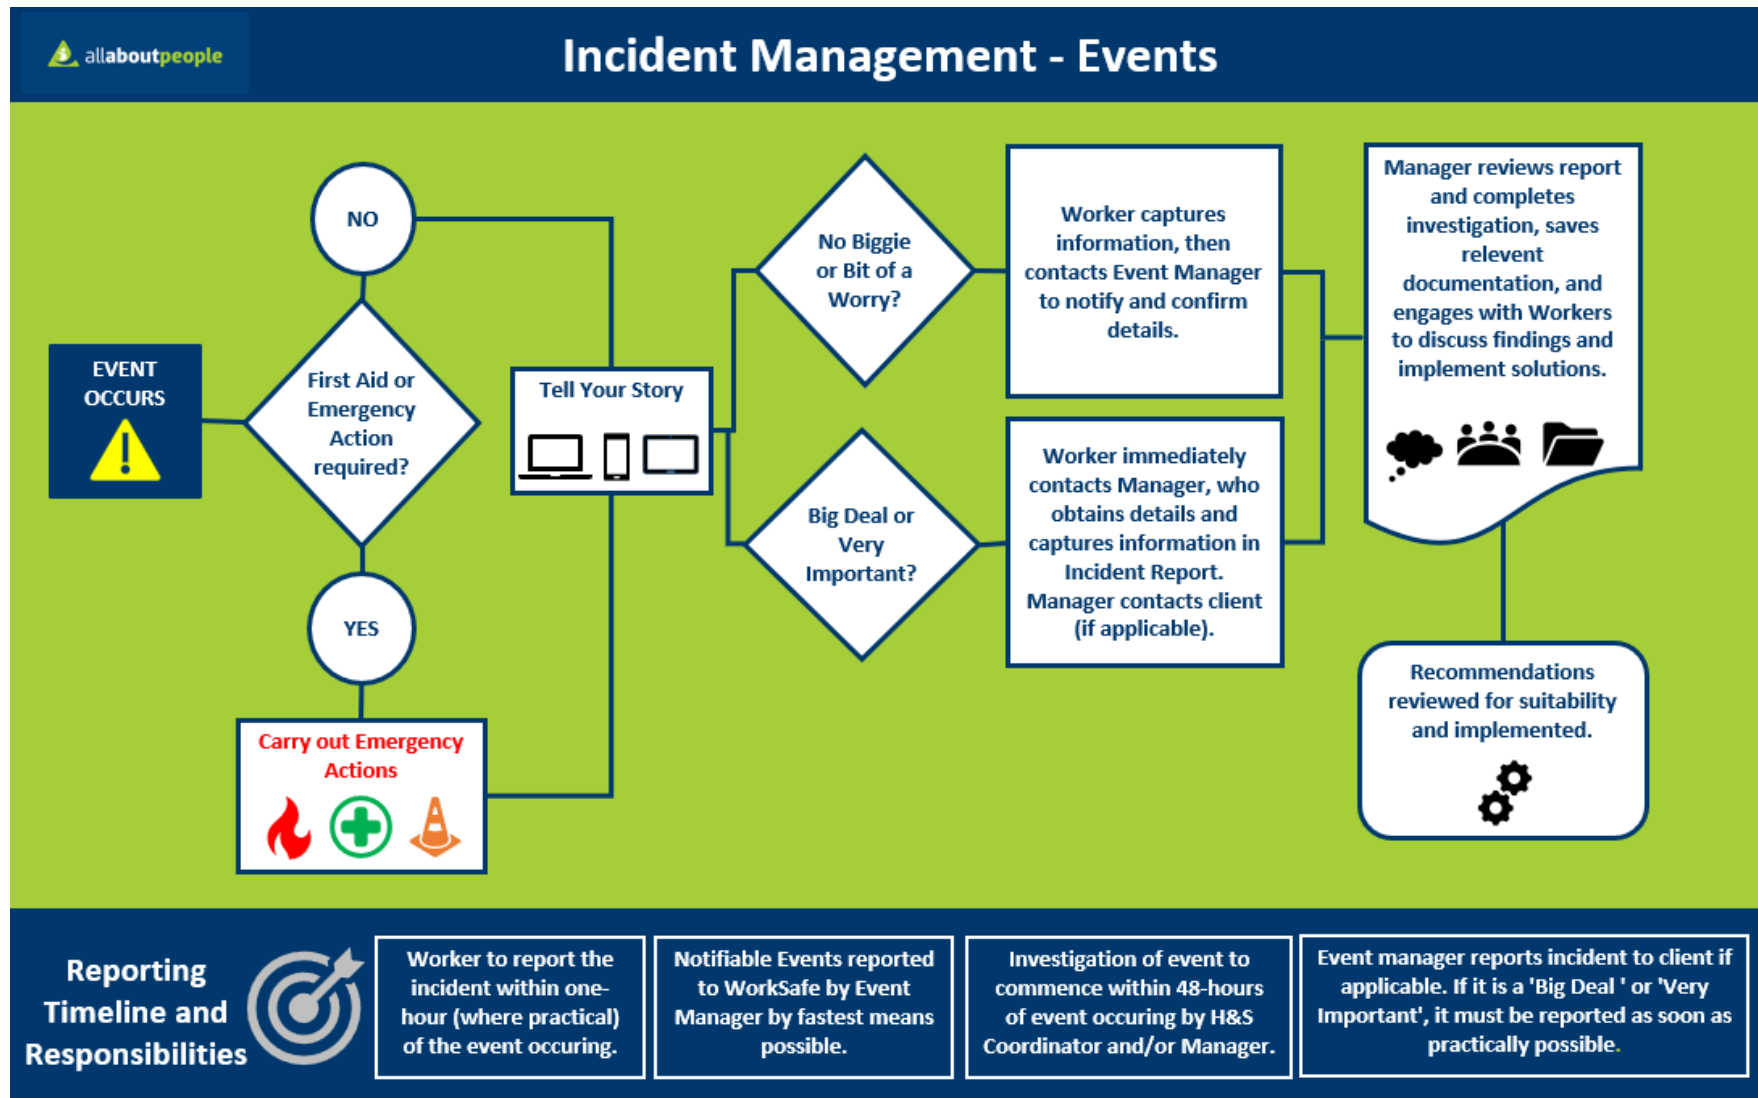 allaboutpeople
Incident Management - Events
NO
EVENT
OCCURS
First Aid or
Emergency
Action
required?
YES
Carry out Emergency
Actions
Tell Your Story
No Biggie
or Bit of a
Worry?
Big Deal or
Very
Important?
Worker captures
information, then
contacts Event Manager
to notify and confirm
details.
Worker immediately
contacts Manager, who
obtains details and
captures information in
Incident Report.
Manager contacts client
(if applicable).
Manager reviews report
and completes
investigation, saves
relevent
documentation, and
engages with Workers
to discuss findings and
implement solutions.
Recommendations
reviewed for suitability
and implemented.
Reporting
Timeline and
Responsibilities
Worker to report the
incident within one-
hour (where practical)
of the event occuring.
Notifiable Events reported
to WorkSafe by Event
Manager by fastest means
possible.
Investigation of event to
commence within 48-hours
of event occuring by H&S
Coordinator and/or Manager.
Event manager reports incident to client if
applicable. If it is a 'Big Deal ' or 'Very
Important', it must be reported as soon as
practically possible.